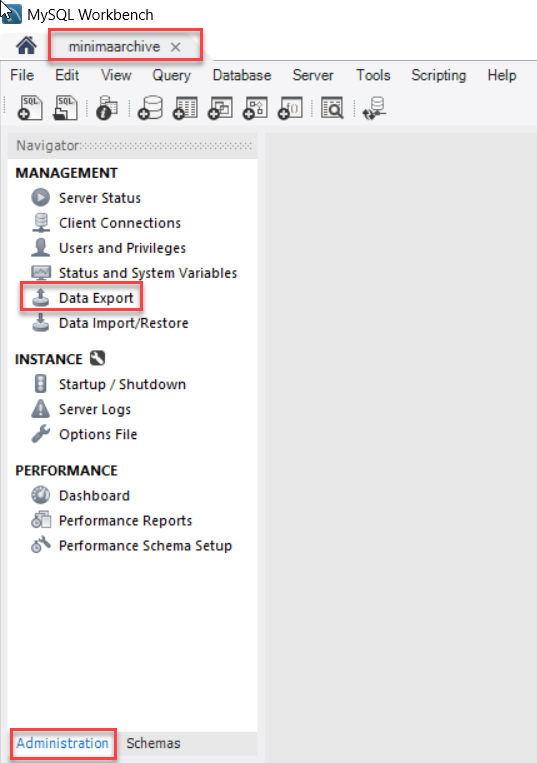 MySQL Workbench
minimaarchive
File Edit View Query Database Server Tools Scripting Help
SQL SQL
Navigator
MANAGEMENT
Server Status
Client Connections
Users and Privileges
Status and System Variables
Data Export
Data Import/Restore
INSTANCE
Startup / Shutdown
Server Logs
Options File
PERFORMANCE
Dashboard
Performance Reports
Performance Schema Setup
Administration Schemas